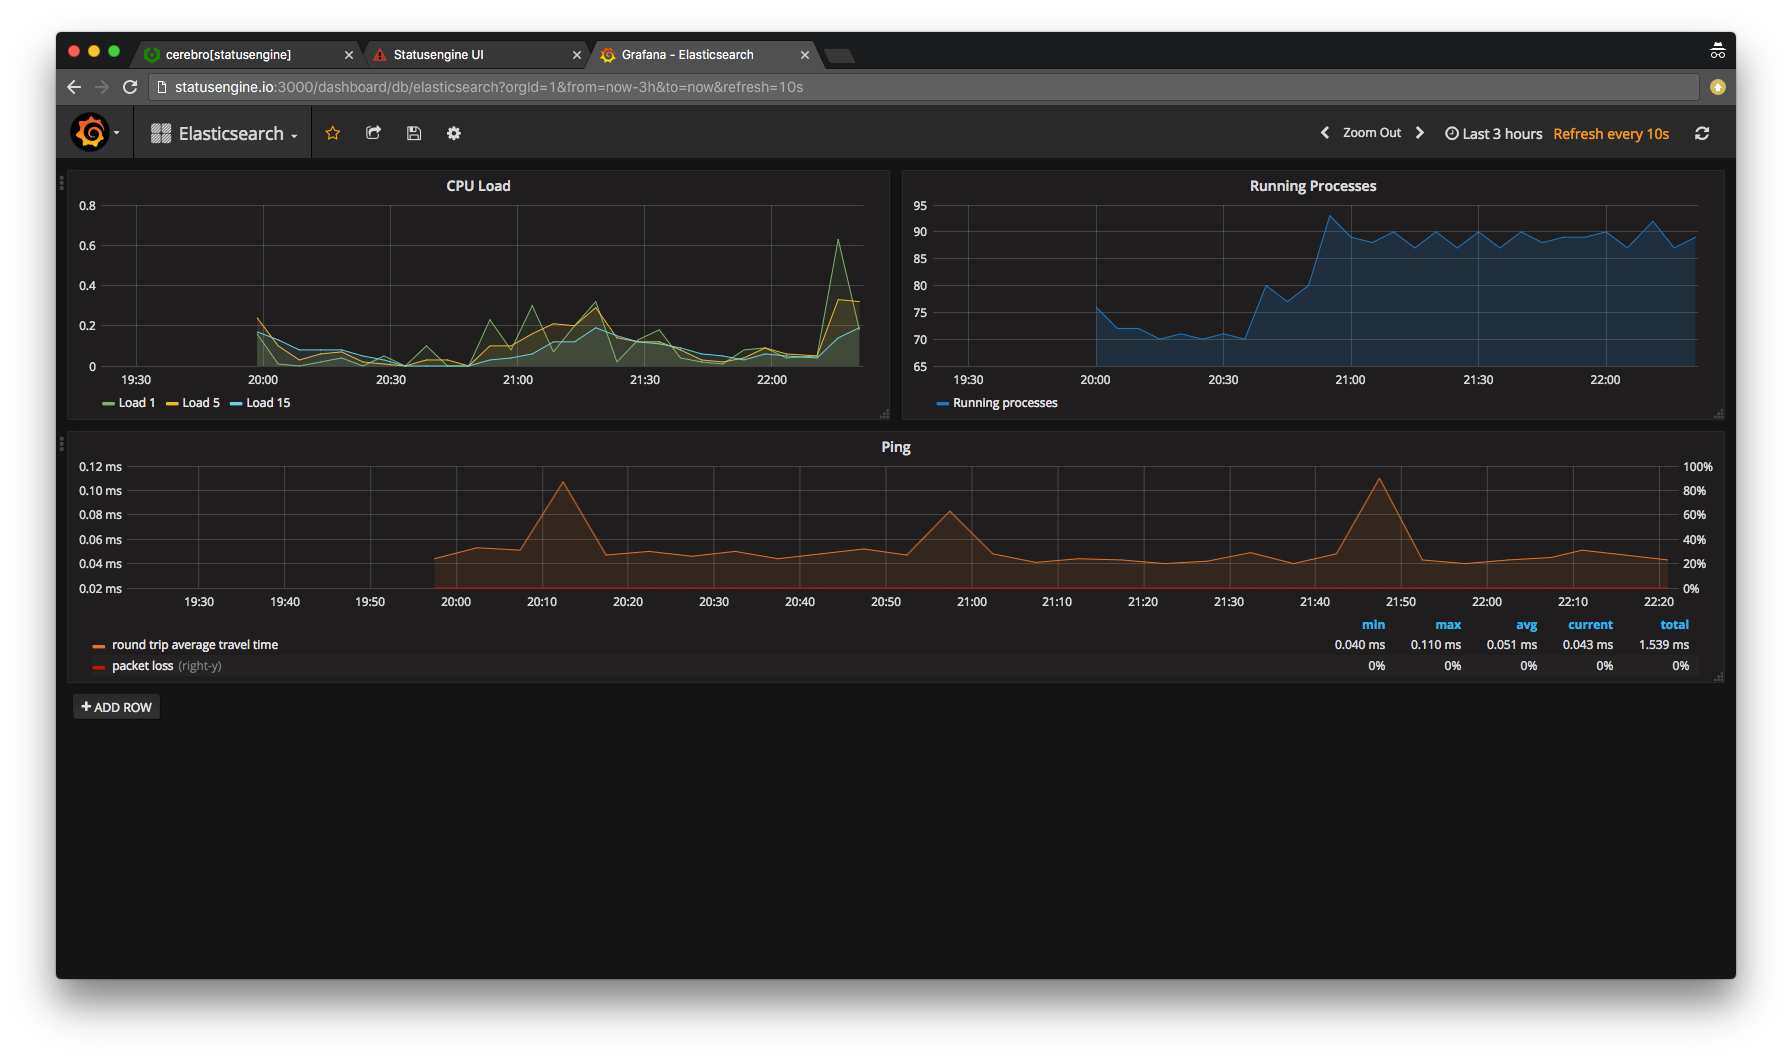 cerebro[statusengine] Statusengine UI Grafana - Elasticsearch
statusengine.io:3000/dashboard/db/elasticsearch?orgId=1&from=now-3h&to=now&refresh=10s
Elasticsearch Zoom Out Last 3 hours Refresh every 10s
CPU Load
0.8
0.6
0.4
0.2
0
19:30 20:00 20:30 21:00 21:30 22:00
Load 1 Load 5 Load 15
Running Processes
95
90
85
80
75
70
65
19:30 20:00 20:30 21:00 21:30 22:00
Running processes
Ping
0.12 ms 100%
0.10 ms 80%
0.08 ms 60%
0.06 ms 40%
0.04 ms 20%
0.02 ms 0%
19:30 19:40 19:50 20:00 20:10 20:20 20:30 20:40 20:50 21:00 21:10 21:20 21:30 21:40 21:50 22:00 22:10 22:20
min max avg current total
round trip average travel time 0.040 ms 0.110 ms 0.051 ms 0.043 ms 1.539 ms
packet loss (right-y) 0% 0% 0% 0% 0%
+ ADD ROW